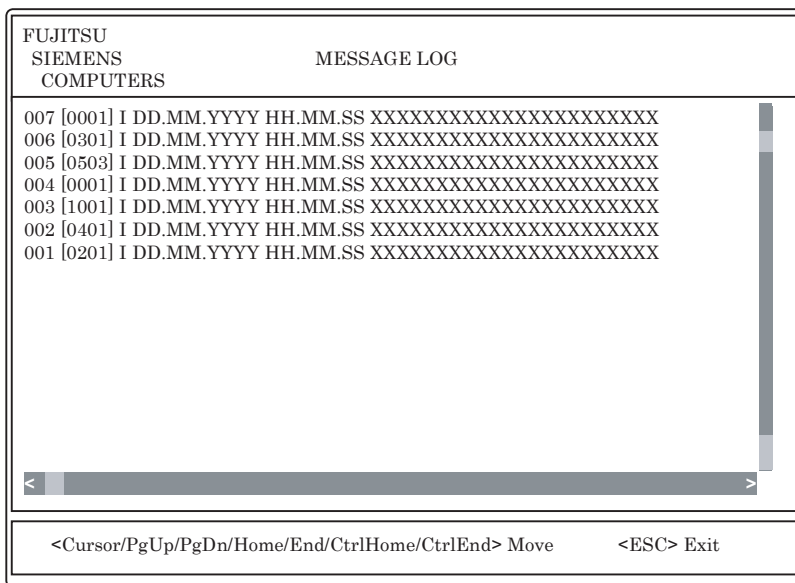 FUJITSU
SIEMENS MESSAGE LOG
COMPUTERS
007 [0001] I DD.MM.YYYY HH.MM.SS XXXXXXXXXXXXXXXXXXXXXX
006 [0301] I DD.MM.YYYY HH.MM.SS XXXXXXXXXXXXXXXXXXXXXX
005 [0503] I DD.MM.YYYY HH.MM.SS XXXXXXXXXXXXXXXXXXXXXX
004 [0001] I DD.MM.YYYY HH.MM.SS XXXXXXXXXXXXXXXXXXXXXX
003 [1001] I DD.MM.YYYY HH.MM.SS XXXXXXXXXXXXXXXXXXXXXX
002 [0401] I DD.MM.YYYY HH.MM.SS XXXXXXXXXXXXXXXXXXXXXX
001 [0201] I DD.MM.YYYY HH.MM.SS XXXXXXXXXXXXXXXXXXXXXX
< >
<Cursor/PgUp/PgDn/Home/End/CtrlHome/CtrlEnd> Move <ESC> Exit